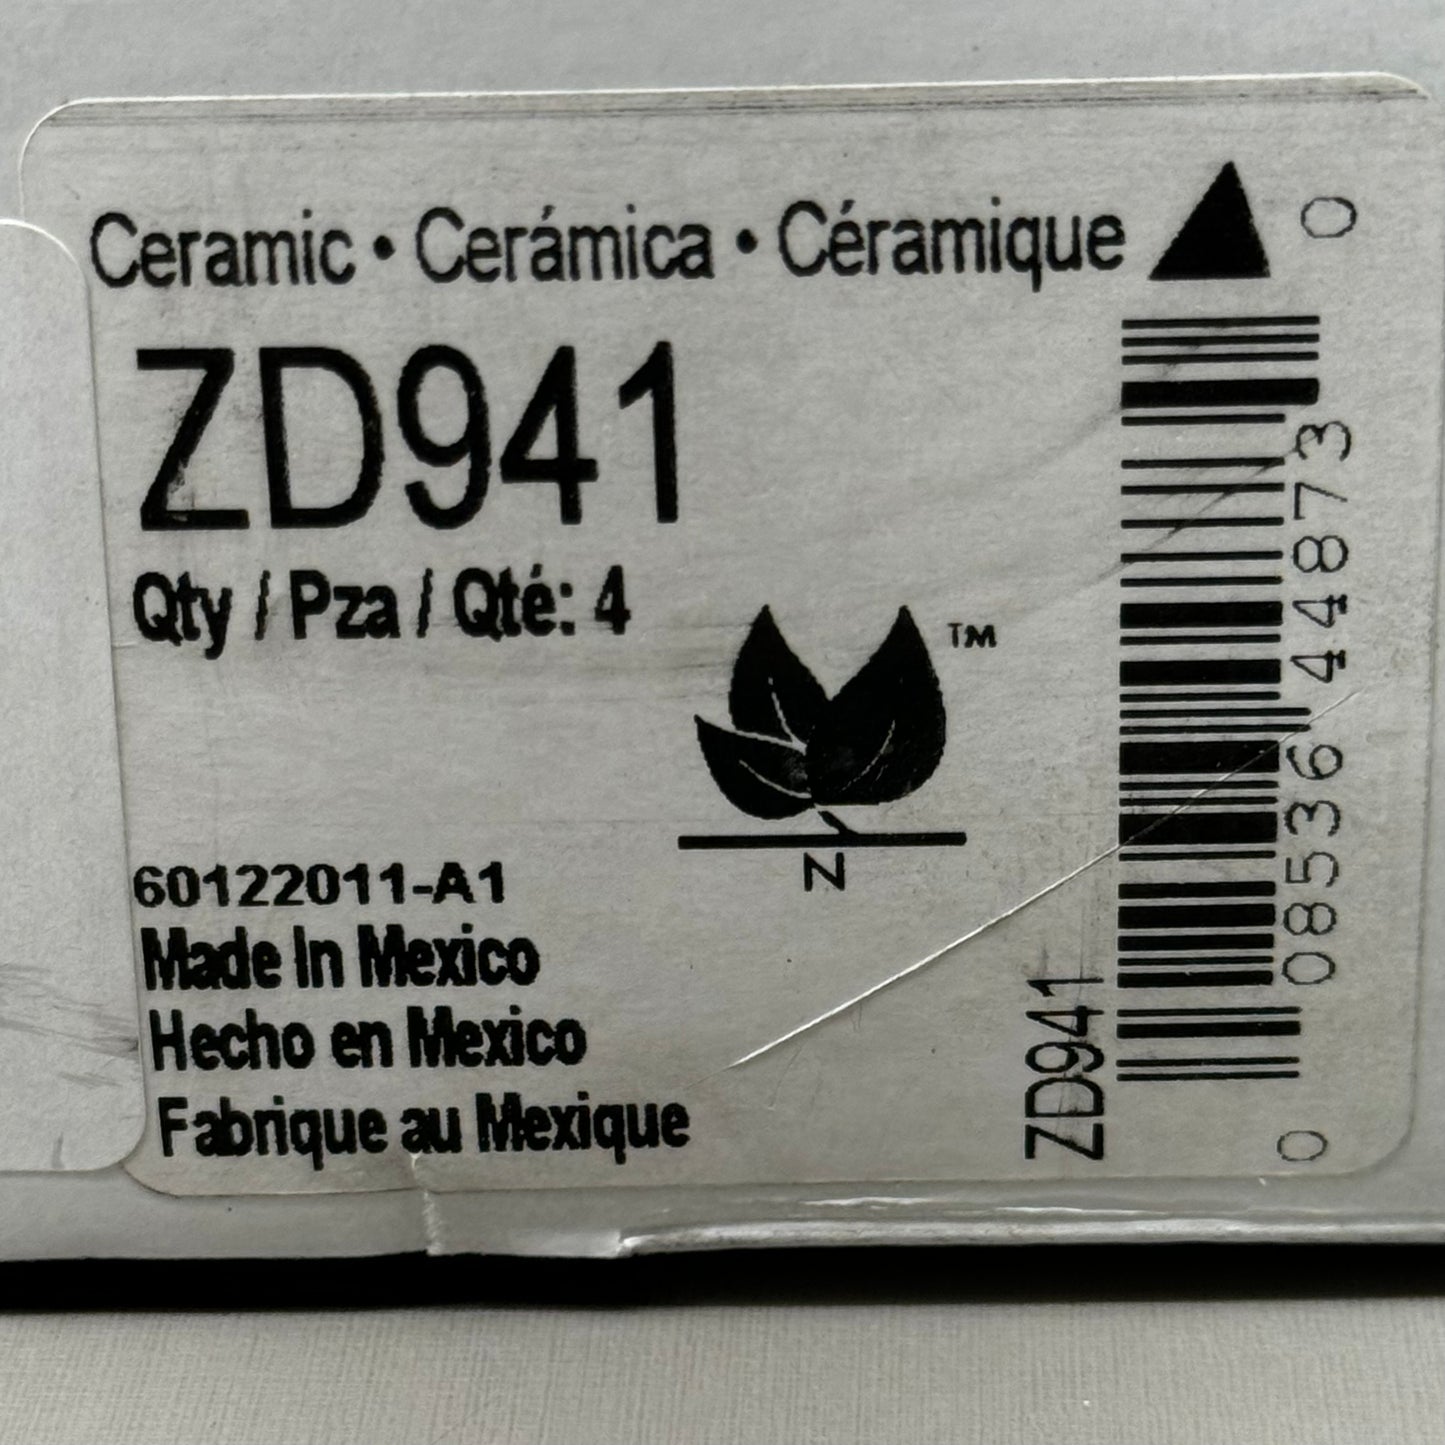 Ceramic • Cerámica • Céramique
ZD941
Qty / Pza / Qté: 4
TM
N
60122011-A1
Made In Mexico
Hecho en Mexico
Fabrique au Mexique
ZD941
0 08536 44873 0